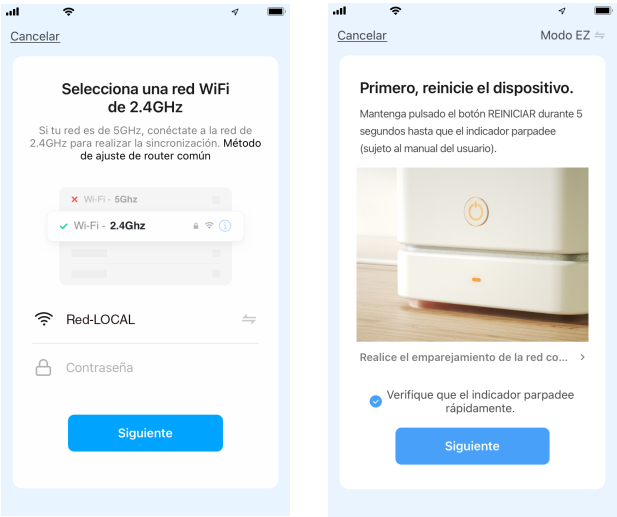 Cancelar
Selecciona una red WiFi
de 2.4GHz
Si tu red es de 5GHz, conéctate a la red de
2.4GHz para realizar la sincronización. Método
de ajuste de router común
Wi-Fi - 5Ghz
Wi-Fi - 2.4Ghz
Red-LOCAL
Contraseña
Siguiente
Cancelar
Modo EZ
Primero, reinicie el dispositivo.
Mantenga pulsado el botón REINICIAR durante 5
segundos hasta que el indicador parpadee
(sujeto al manual del usuario).
Realice el emparejamiento de la red co...
Verifique que el indicador parpadee
rápidamente.
Siguiente